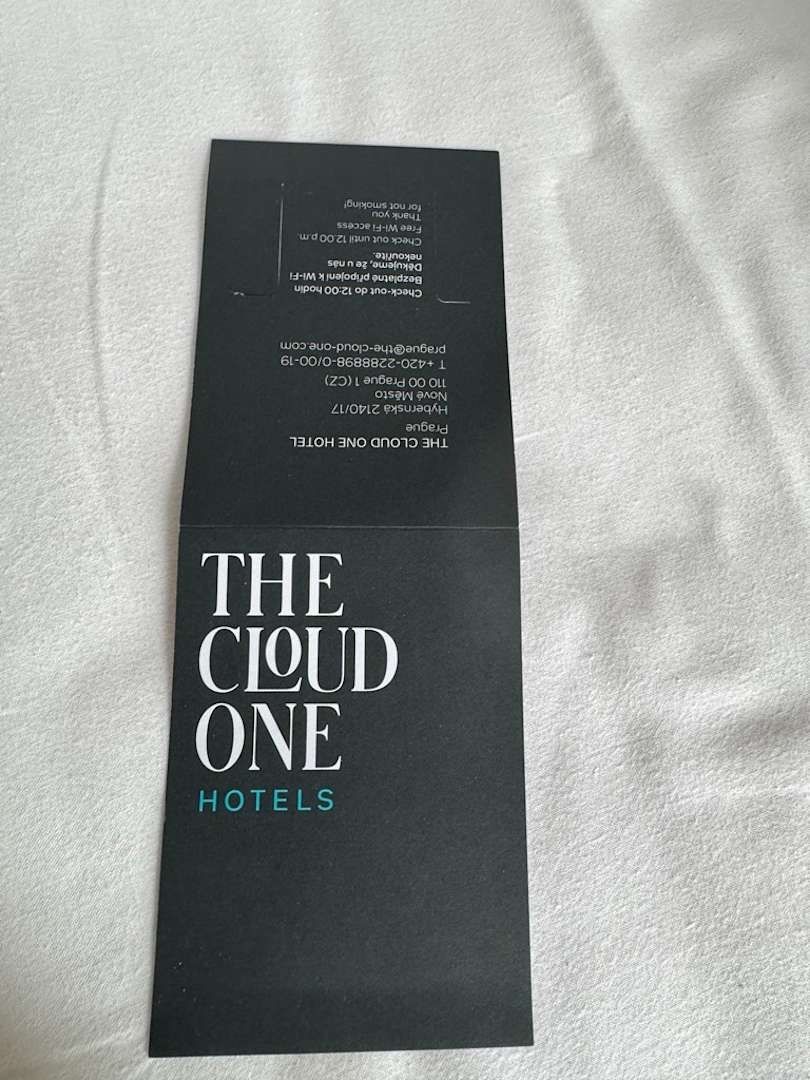 THE CLOUD ONE HOTEL
Prague
Hybernská 2140/17
Nové Město
110 00 Prague 1 (CZ)
T +420-2288898-0/00-19
prague@the-cloud-one.com
Check-out do 12:00 hodin
Bezplatné připojení k Wi-Fi
Děkujeme, že u nás
nekouříte.
Check out until 12.00 p.m.
Free Wi-Fi access
Thank you
for not smoking!
THE
CLOUD
ONE
HOTELS